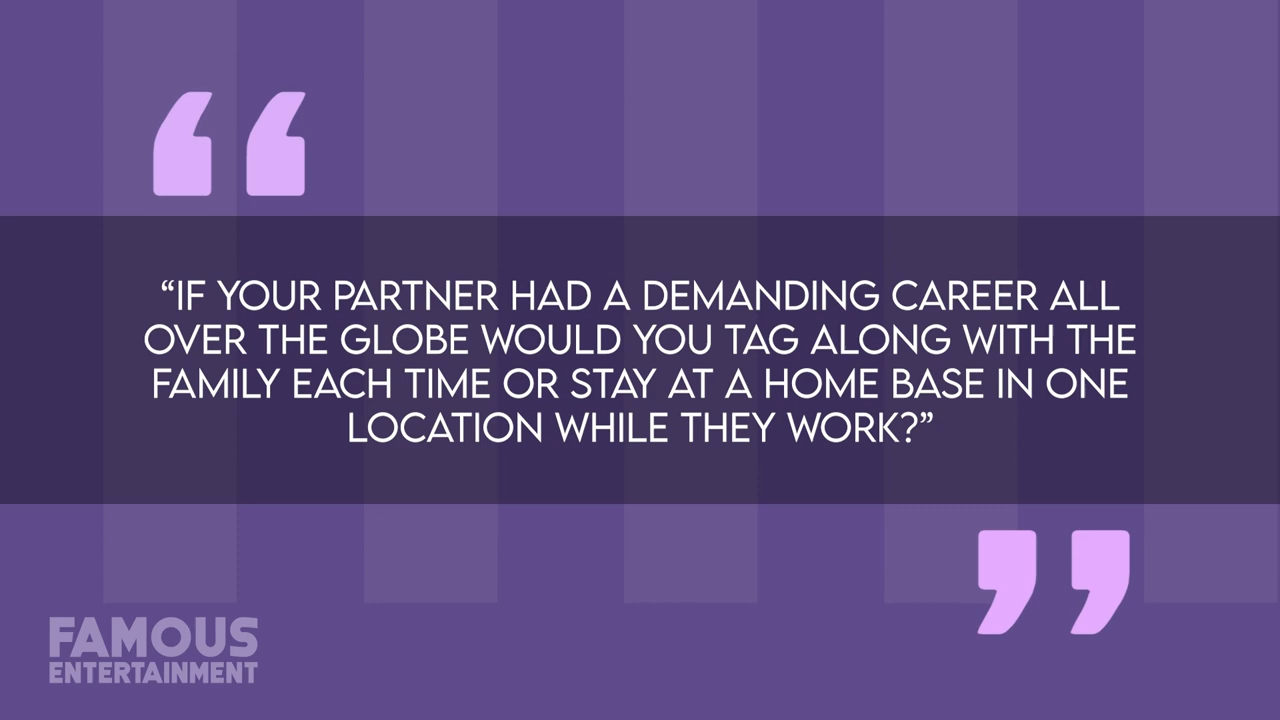 “IF YOUR PARTNER HAD A DEMANDING CAREER ALL
OVER THE GLOBE WOULD YOU TAG ALONG WITH THE
FAMILY EACH TIME OR STAY AT A HOME BASE IN ONE
LOCATION WHILE THEY WORK?”
FAMOUS
ENTERTAINMENT